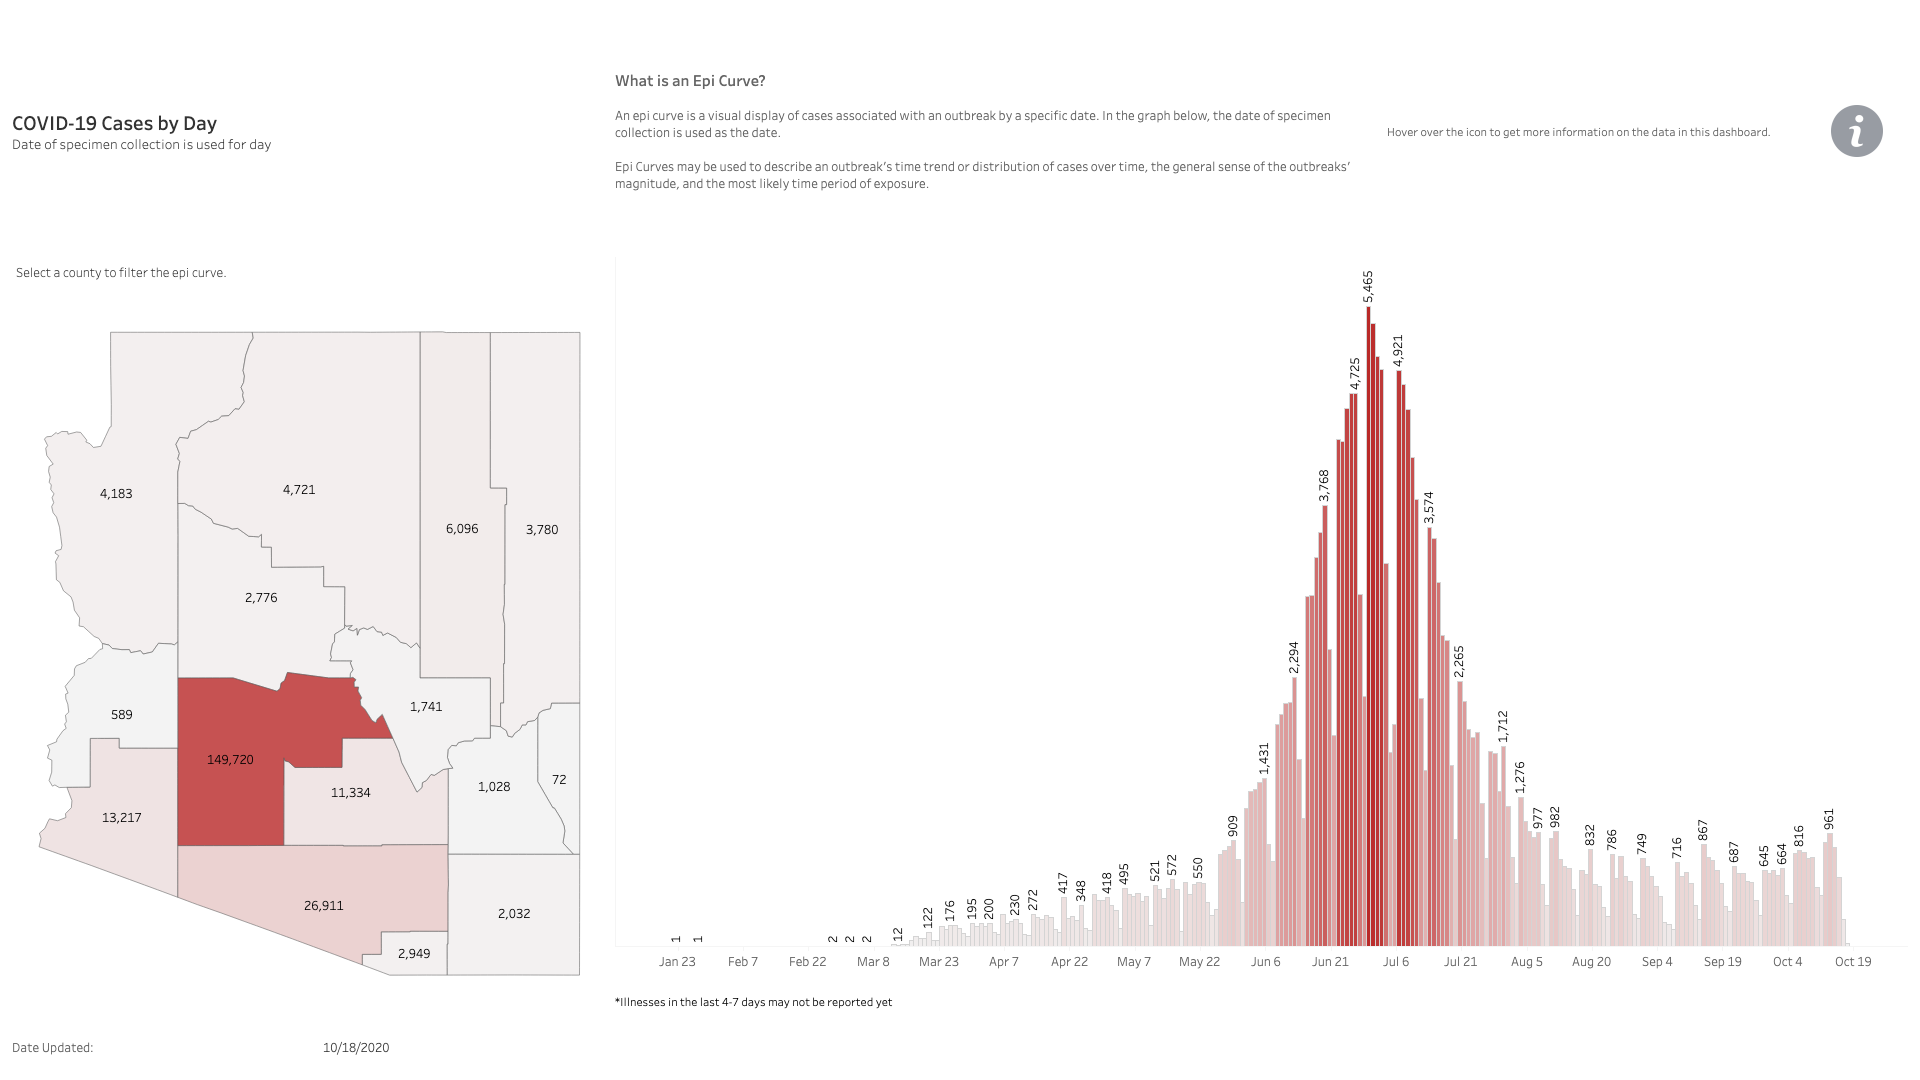 What is an Epi Curve?
COVID-19 Cases by Day
Date of specimen collection is used for day
An epi curve is a visual display of cases associated with an outbreak by a specific date. In the graph below, the date of specimen
collection is used as the date.
Epi Curves may be used to describe an outbreak's time trend or distribution of cases over time, the general sense of the outbreaks'
magnitude, and the most likely time period of exposure.
Hover over the icon to get more information on the data in this dashboard.
i
Select a county to filter the epi curve.
4,183
4,721
6,096
3,780
2,776
589
1,741
149,720
11,334
1,028
72
13,217
26,911
2,032
2,949
1
1
2
2
2
12
122
176
195
200
230
272
417
348
418
495
521
572
550
909
1,431
2,294
3,768
4,725
5,465
4,921
3,574
2,265
1,712
1,276
977
982
832
786
749
716
867
687
645
664
816
961
Jan 23
Feb 7
Feb 22
Mar 8
Mar 23
Apr 7
Apr 22
May 7
May 22
Jun 6
Jun 21
Jul 6
Jul 21
Aug 5
Aug 20
Sep 4
Sep 19
Oct 4
Oct 19
*Illnesses in the last 4-7 days may not be reported yet
Date Updated:
10/18/2020